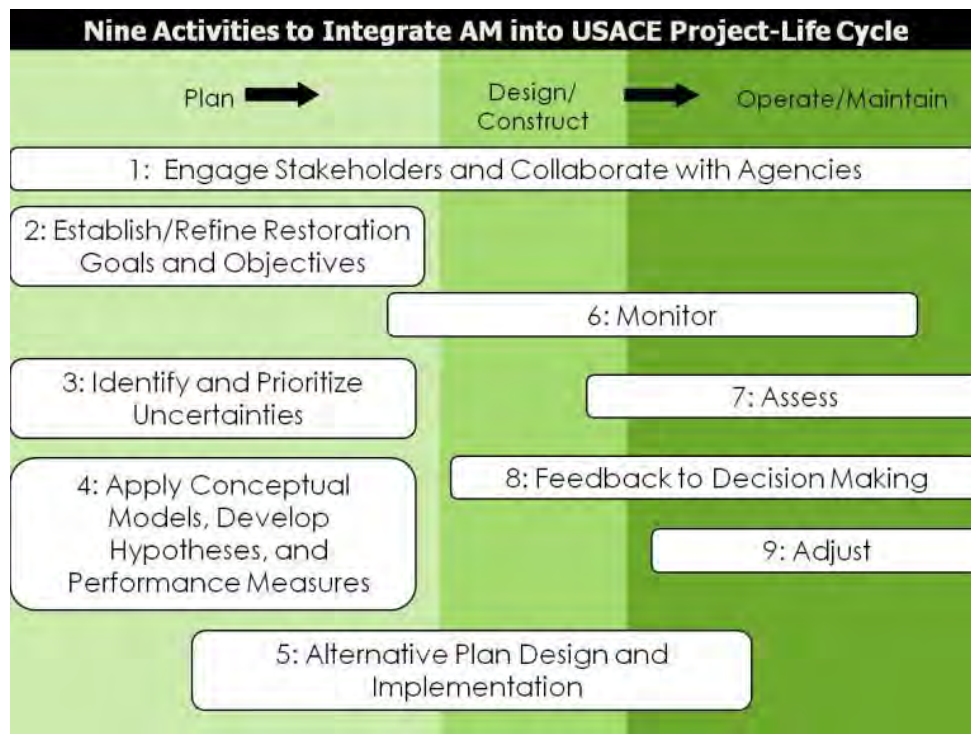 Nine Activities to Integrate AM into USACE Project-Life Cycle
Plan
Design/
Construct
Operate/Maintain
1: Engage Stakeholders and Collaborate with Agencies
2: Establish/Refine Restoration
Goals and Objectives
6: Monitor
3: Identify and Prioritize
Uncertainties
7: Assess
4: Apply Conceptual
Models, Develop
Hypotheses, and
Performance Measures
8: Feedback to Decision Making
9: Adjust
5: Alternative Plan Design and
Implementation